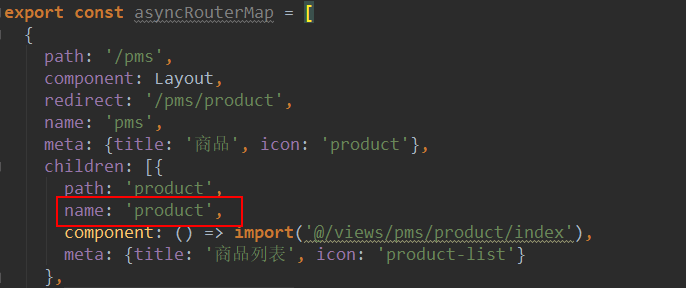 export const asyncRouterMap = [
{
path: '/pms',
component: Layout,
redirect: '/pms/product',
name: 'pms',
meta: {title: '商品', icon: 'product'},
children: [{
path: 'product',
name: 'product',
component: () => import('@/views/pms/product/index'),
meta: {title: '商品列表', icon: 'product-list'}
},